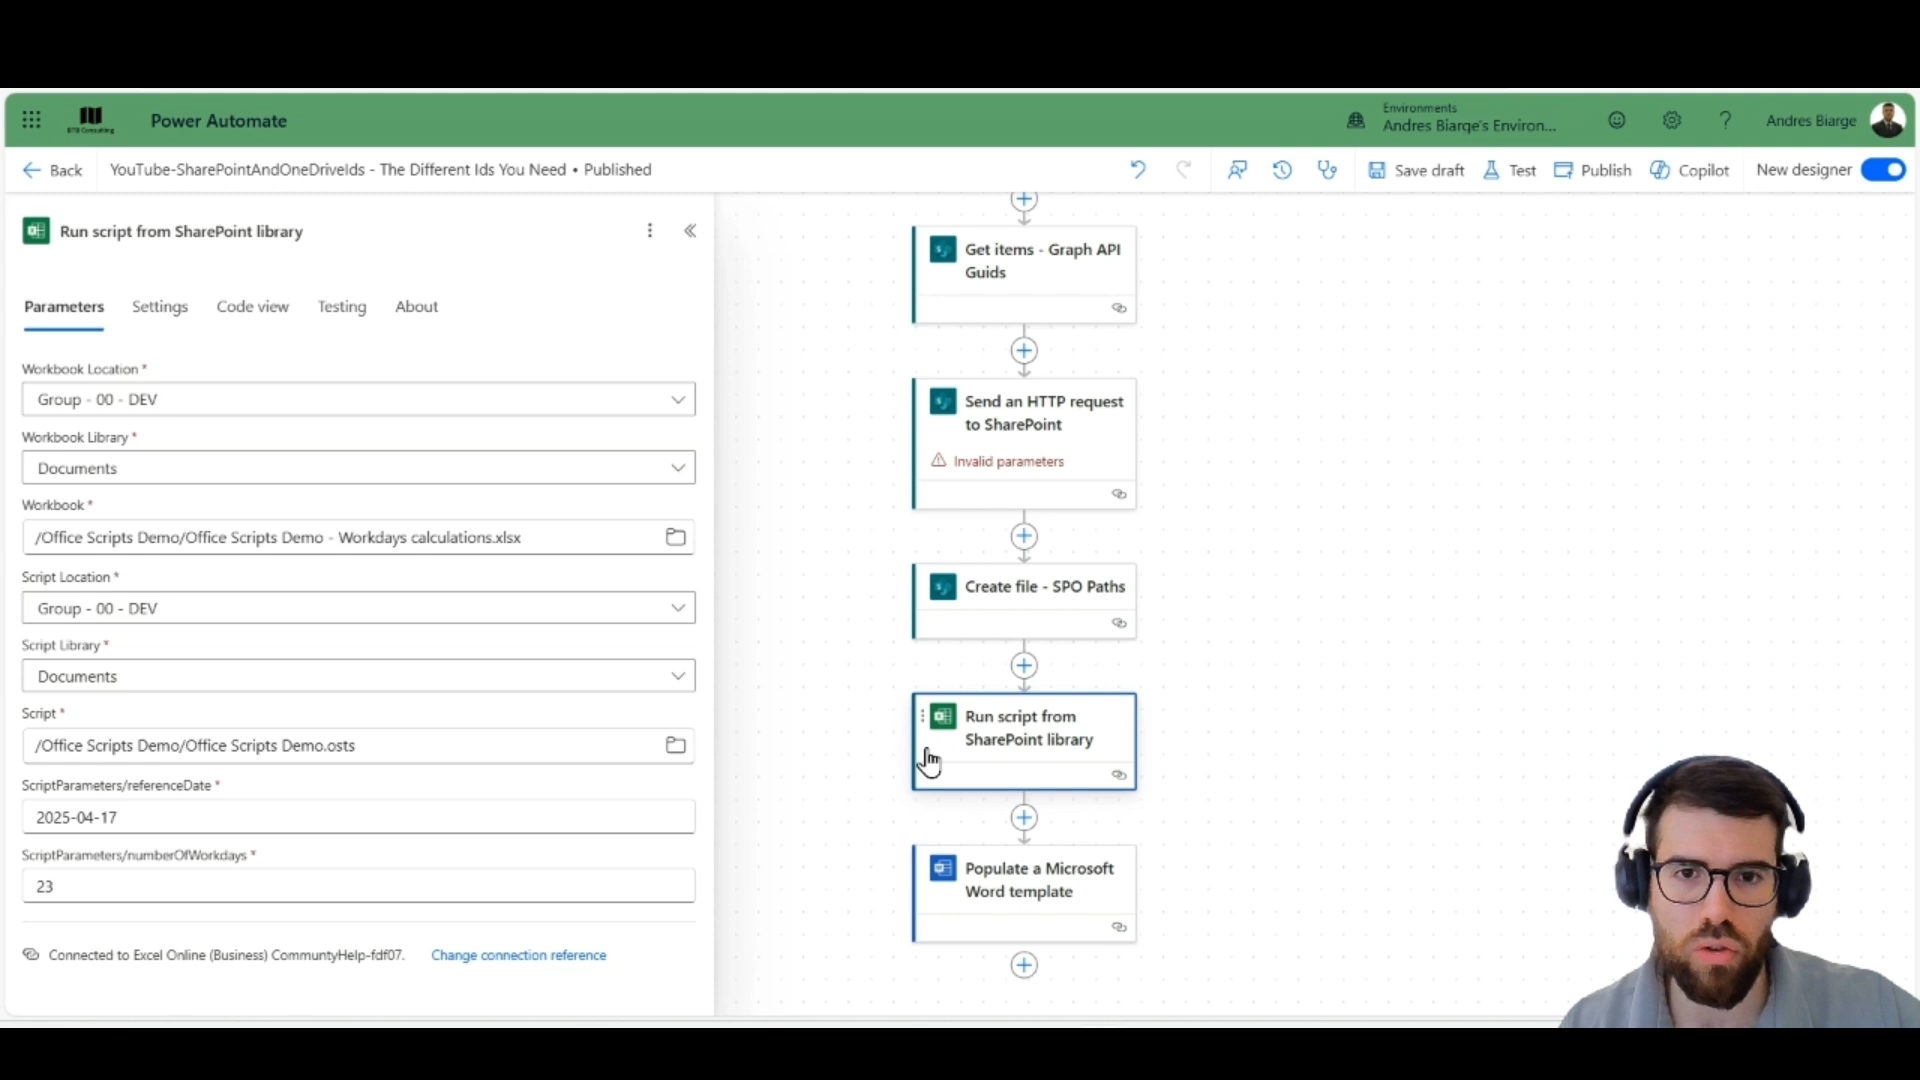 BTB Consulting
Power Automate
Environments
Andres Biarge's Environ...
Andres Biarge
Back
YouTube-SharePointAndOneDriveIds - The Different Ids You Need • Published
Save draft
Test
Publish
Copilot
New designer
Run script from SharePoint library
Parameters
Settings
Code view
Testing
About
Workbook Location *
Group - 00 - DEV
Workbook Library *
Documents
Workbook *
/Office Scripts Demo/Office Scripts Demo - Workdays calculations.xlsx
Script Location *
Group - 00 - DEV
Script Library *
Documents
Script *
/Office Scripts Demo/Office Scripts Demo.osts
ScriptParameters/referenceDate *
2025-04-17
ScriptParameters/numberOfWorkdays *
23
Connected to Excel Online (Business) CommuntyHelp-fdf07.
Change connection reference
Get items - Graph API
Guids
Send an HTTP request
to SharePoint
Invalid parameters
Create file - SPO Paths
Run script from
SharePoint library
Populate a Microsoft
Word template